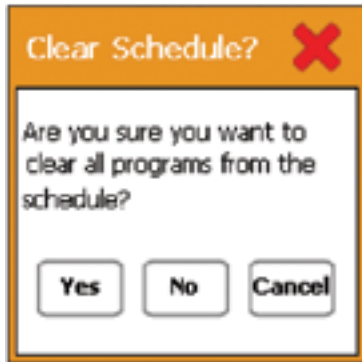 Clear Schedule?
Are you sure you want to
clear all programs from the
schedule?
Yes No Cancel